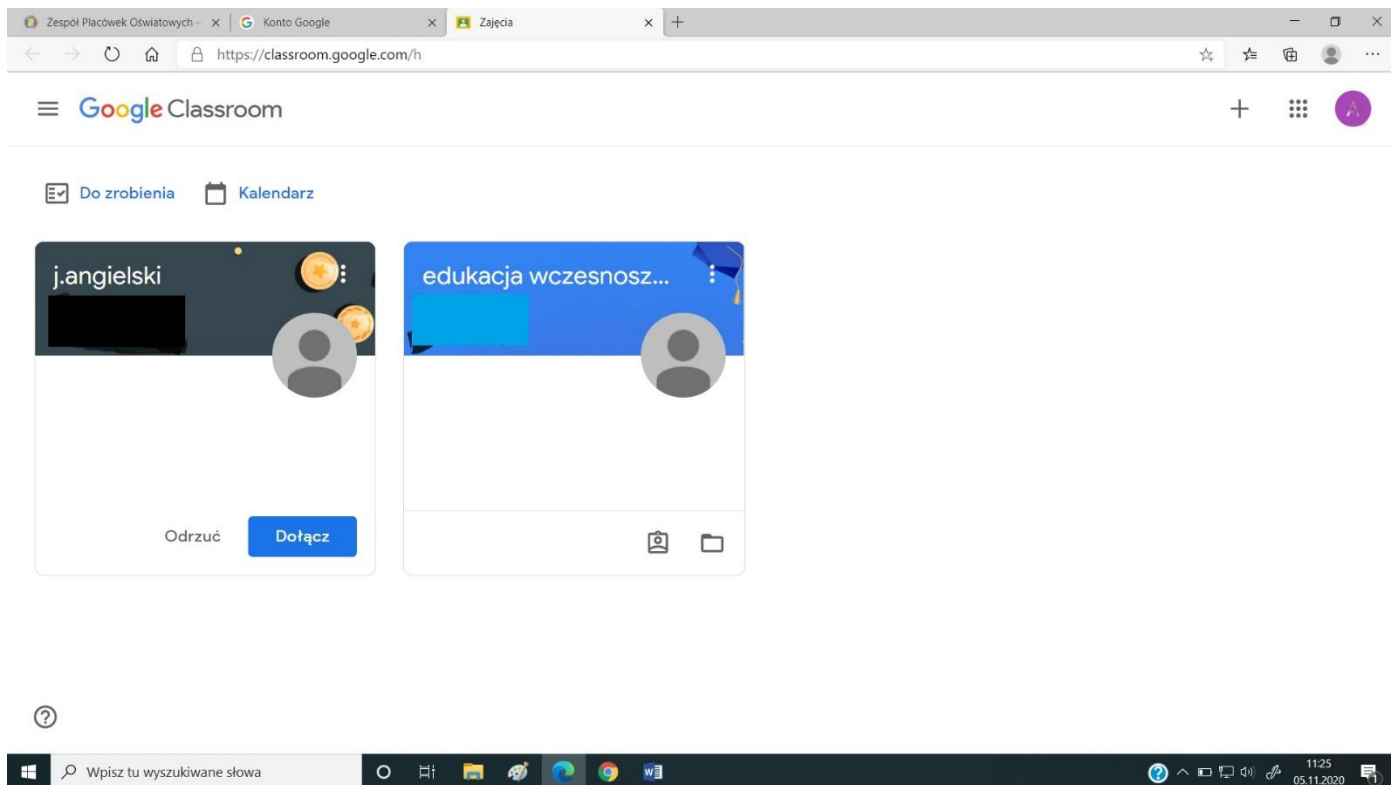 Zespół Placówek Oświatowych –
Konto Google
Zajęcia
https://classroom.google.com/h
Google Classroom
A
Do zrobienia
Kalendarz
j.angielski
edukacja wczesnosz...
Odrzuć
Dołącz
Wpisz tu wyszukiwane słowa
11:25
05.11.2020